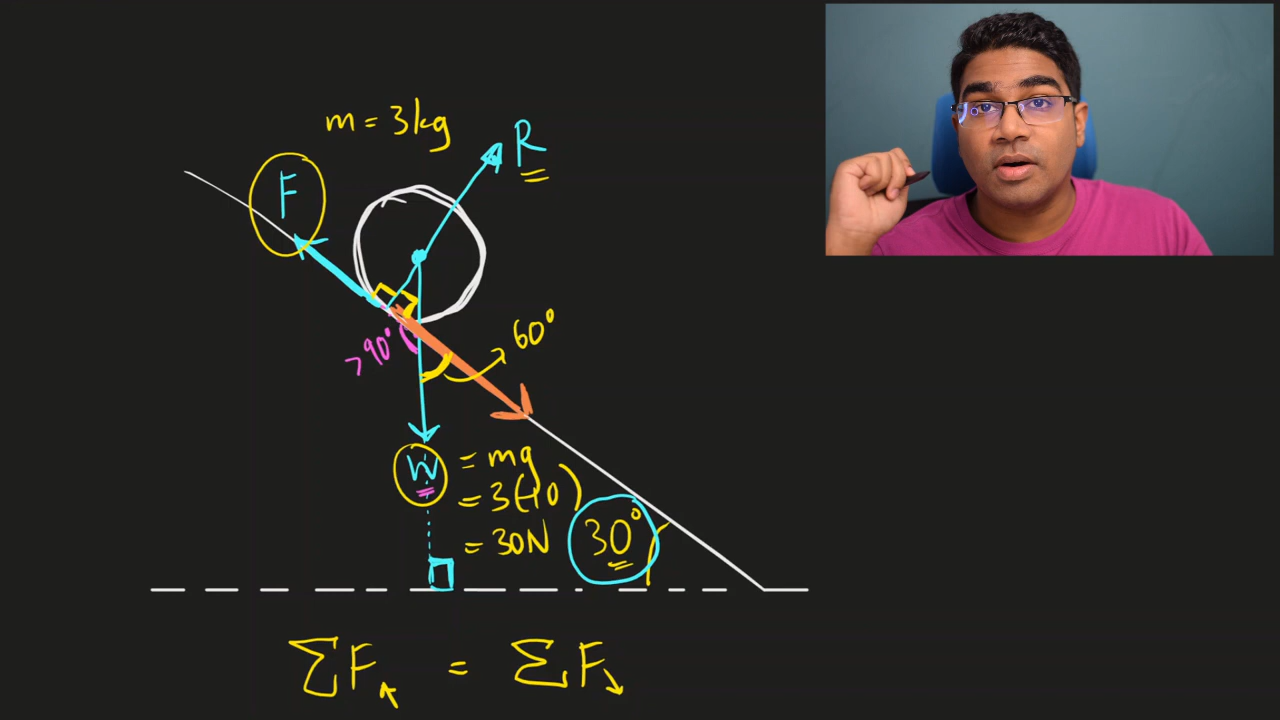 m = 3kg
R
F
60°
>90°
W = mg
= 3(10)
= 30N
30°
ΣF↖ = ΣF↘